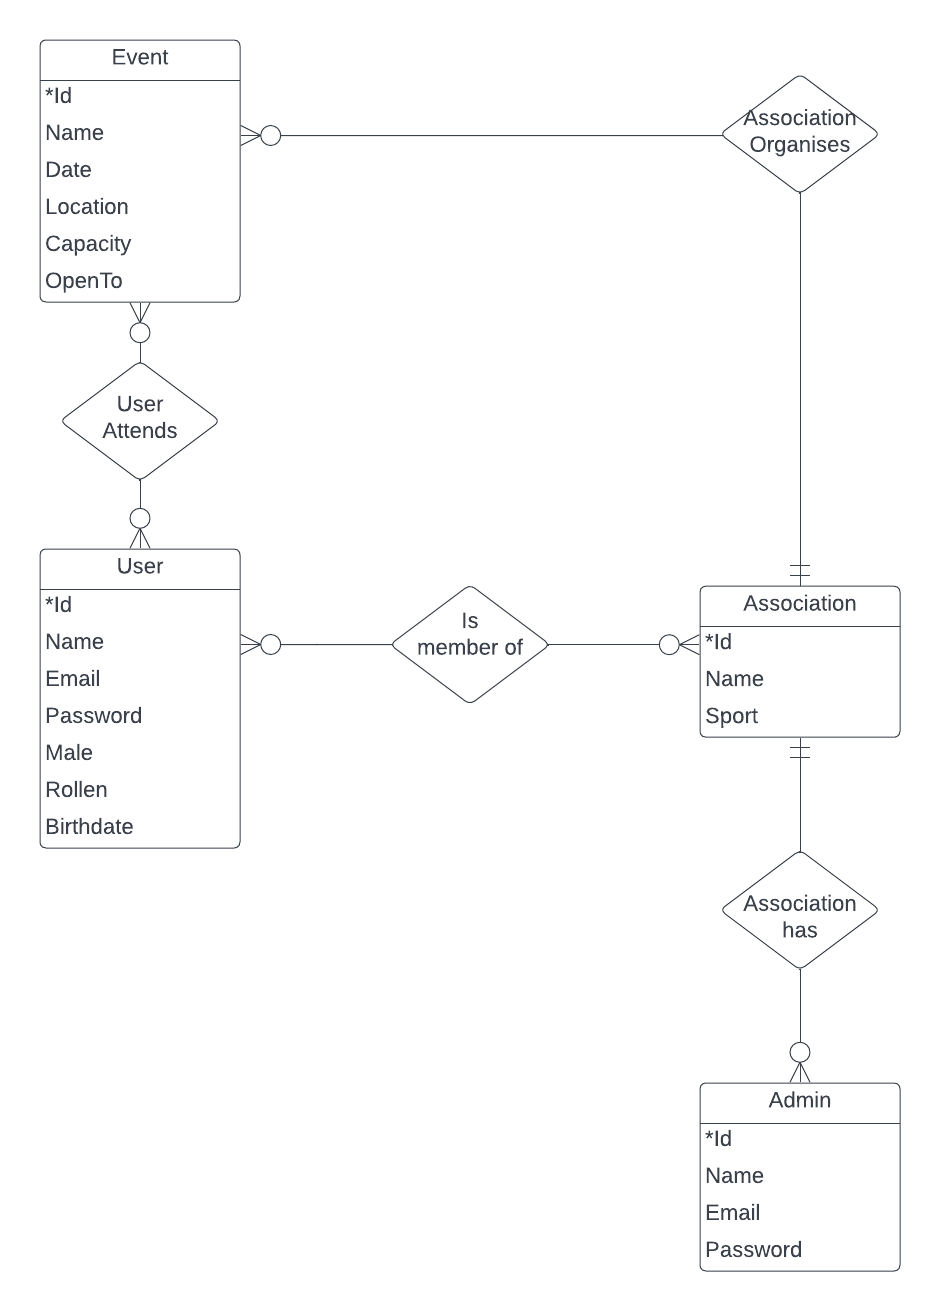 Event
*Id
Name
Date
Location
Capacity
OpenTo
Association
Organises
User
Attends
User
*Id
Name
Email
Password
Male
Rollen
Birthdate
Is
member of
Association
*Id
Name
Sport
Association
has
Admin
*Id
Name
Email
Password